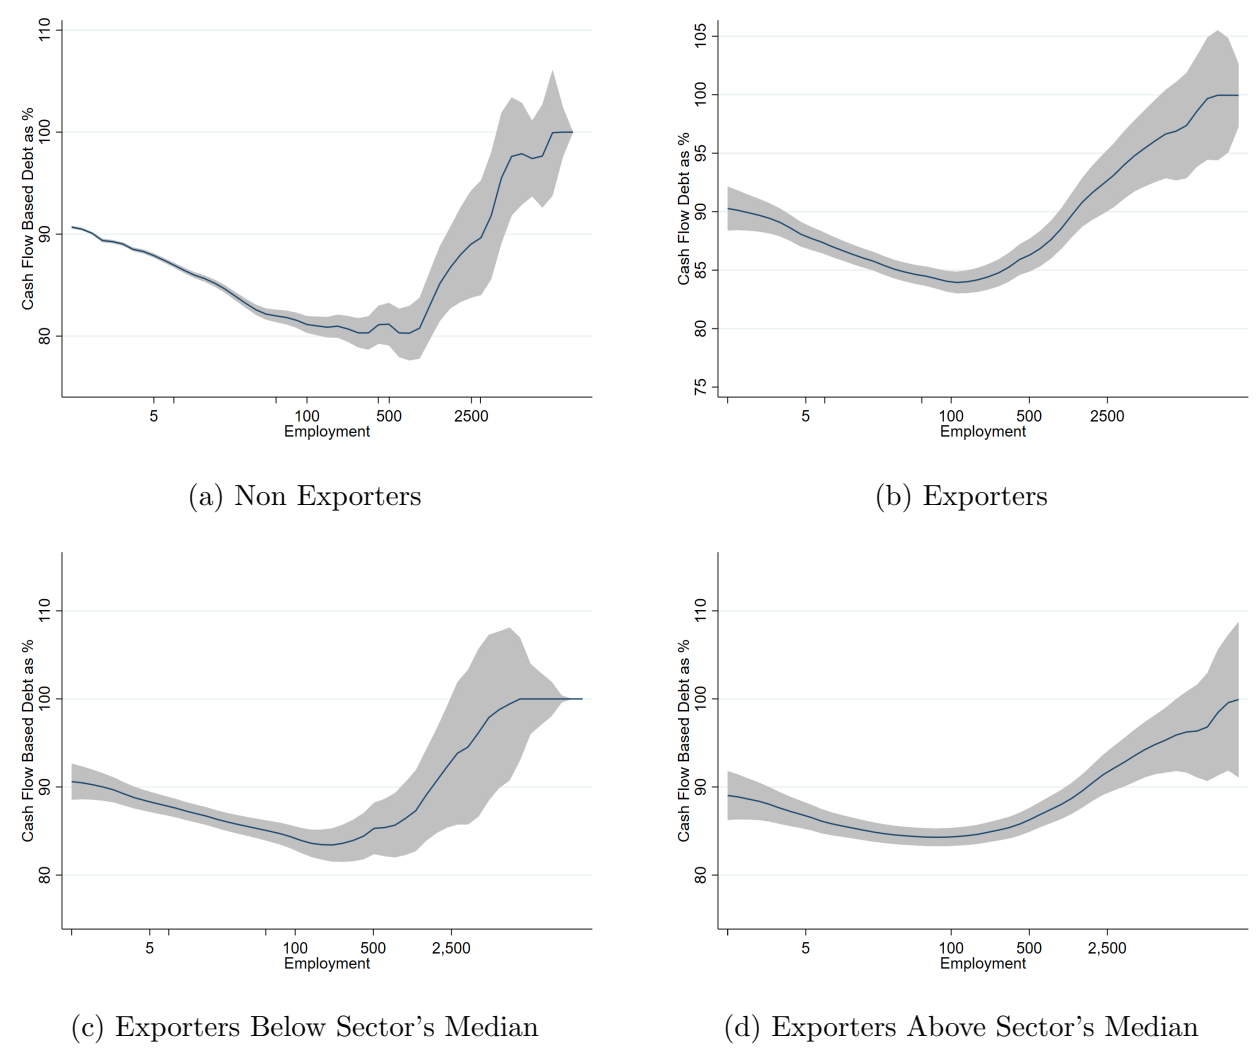 110
100
90
80
Cash Flow Based Debt as %
5
100
500
2500
Employment
(a) Non Exporters
105
100
95
90
85
80
75
Cash Flow Debt as %
5
100
500
2500
Employment
(b) Exporters
110
100
90
80
Cash Flow Based Debt as %
5
100
500
2,500
Employment
(c) Exporters Below Sector's Median
110
100
90
80
Cash Flow Based Debt as %
5
100
500
2,500
Employment
(d) Exporters Above Sector's Median